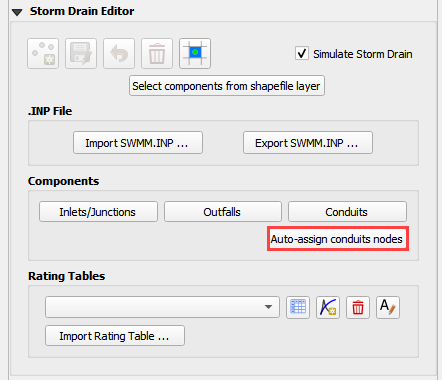 Storm Drain Editor
Simulate Storm Drain
Select components from shapefile layer
.INP File
Import SWMM.INP ...
Export SWMM.INP ...
Components
Inlets/Junctions
Outfalls
Conduits
Auto-assign conduits nodes
Rating Tables
Import Rating Table ...